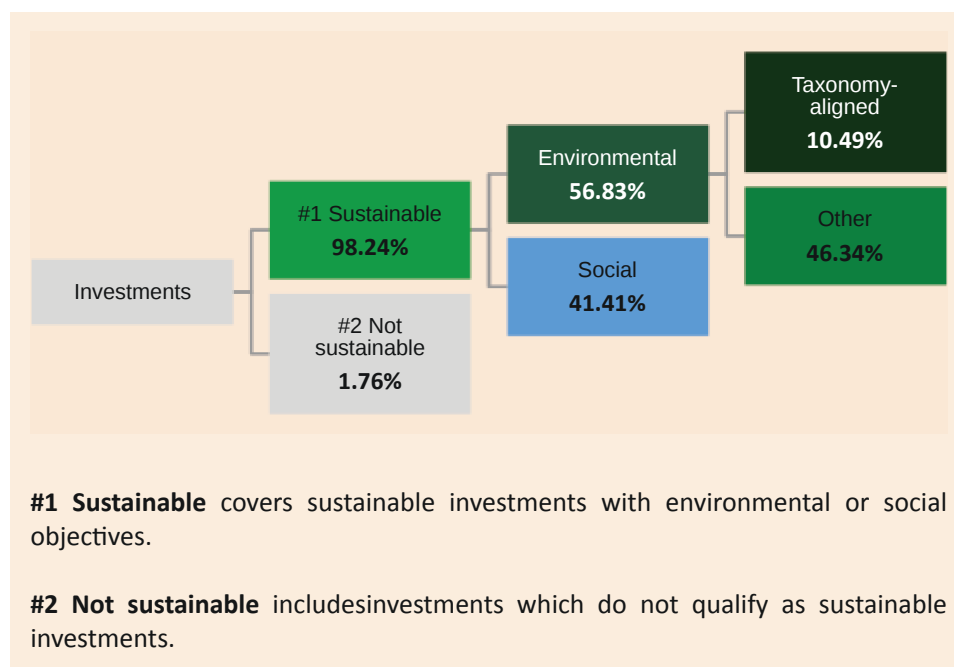 Investments
#1 Sustainable
98.24%
#2 Not
sustainable
1.76%
Environmental
56.83%
Social
41.41%
Taxonomy-
aligned
10.49%
Other
46.34%
#1 Sustainable covers sustainable investments with environmental or social
objectives.
#2 Not sustainable includesinvestments which do not qualify as sustainable
investments.